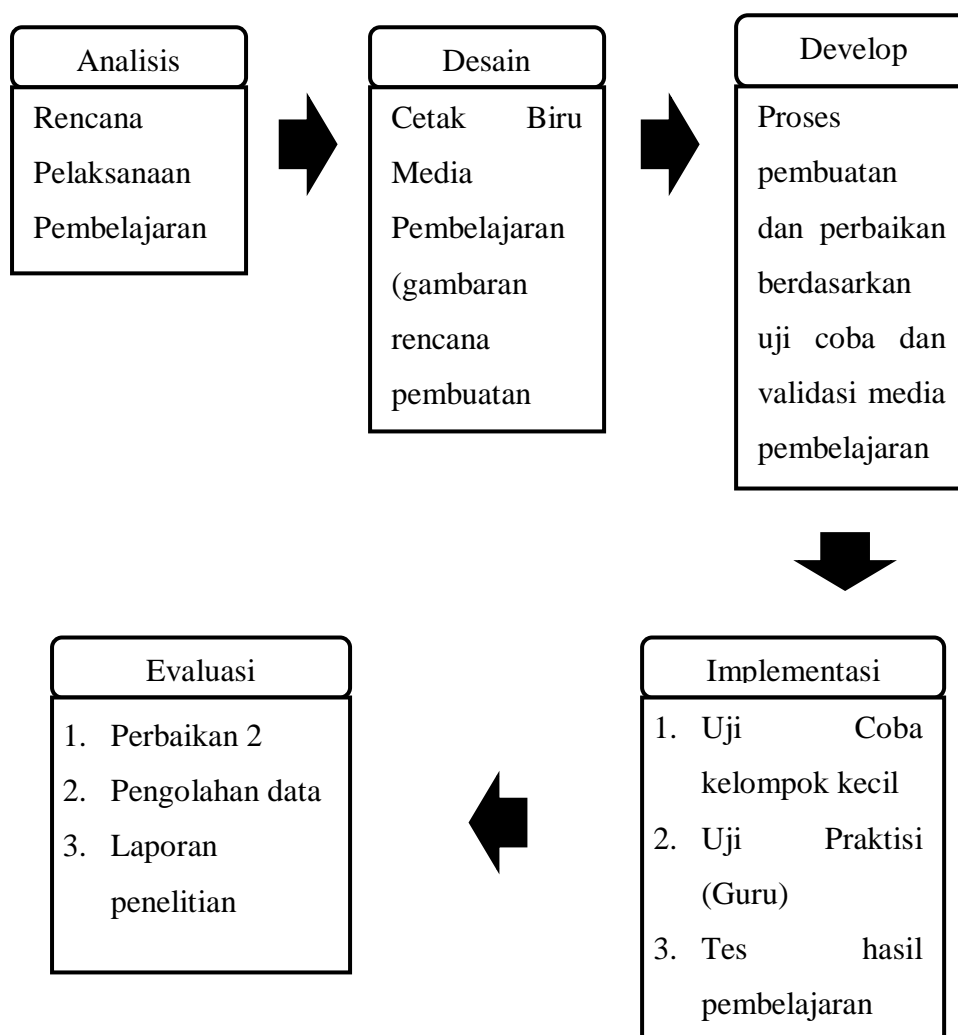 Analisis
Rencana
Pelaksanaan
Pembelajaran
Desain
Cetak Biru
Media
Pembelajaran
(gambaran
rencana
pembuatan
Develop
Proses
pembuatan
dan perbaikan
berdasarkan
uji coba dan
validasi media
pembelajaran
Implementasi
1. Uji Coba
kelompok kecil
2. Uji Praktisi
(Guru)
3. Tes hasil
pembelajaran
Evaluasi
1. Perbaikan 2
2. Pengolahan data
3. Laporan
penelitian